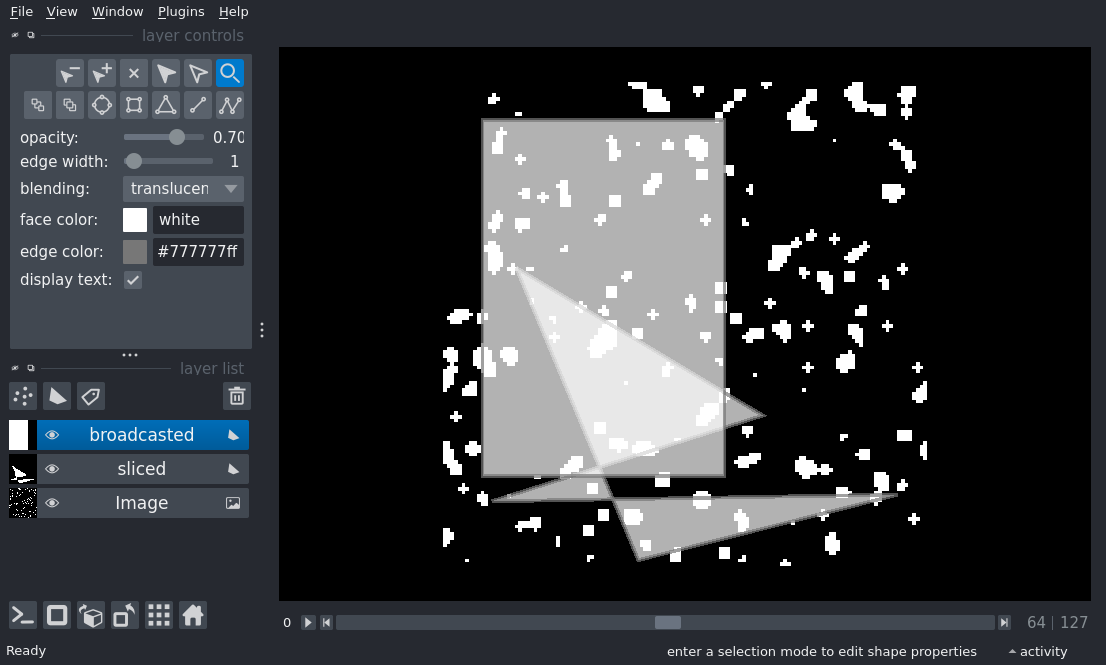 File View Window Plugins Help
layer controls
opacity: 0.70
edge width: 1
blending: translucen
face color: white
edge color: #777777ff
display text:
layer list
broadcasted
sliced
Image
0 64 | 127
Ready enter a selection mode to edit shape properties activity